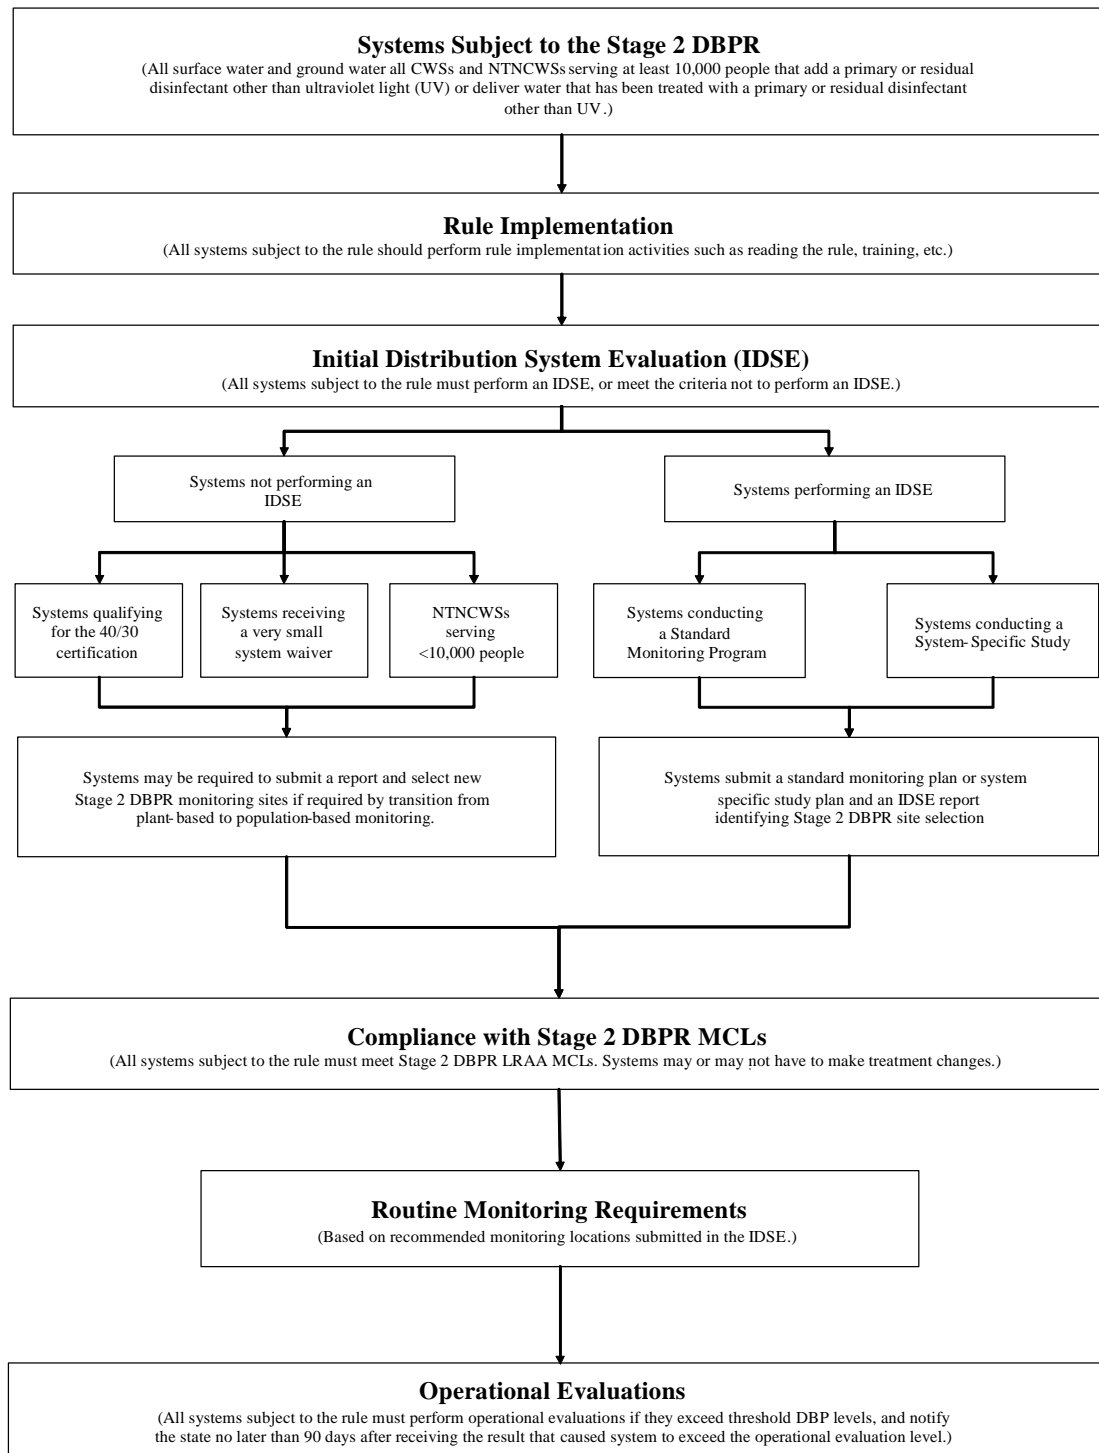 Systems Subject to the Stage 2 DBPR
(All surface water and ground water all CWSs and NTNCWSs serving at least 10,000 people that add a primary or residual
disinfectant other than ultraviolet light (UV) or deliver water that has been treated with a primary or residual disinfectant
other than UV.)
Rule Implementation
(All systems subject to the rule should perform rule implementation activities such as reading the rule, training, etc.)
Initial Distribution System Evaluation (IDSE)
(All systems subject to the rule must perform an IDSE, or meet the criteria not to perform an IDSE.)
Systems not performing an
IDSE
Systems performing an IDSE
Systems qualifying
for the 40/30
certification
Systems receiving
a very small
system waiver
NTNCWSs
serving
<10,000 people
Systems conducting
a Standard
Monitoring Program
Systems conducting a
System-Specific Study
Systems may be required to submit a report and select new
Stage 2 DBPR monitoring sites if required by transition from
plant-based to population-based monitoring.
Systems submit a standard monitoring plan or system
specific study plan and an IDSE report
identifying Stage 2 DBPR site selection
Compliance with Stage 2 DBPR MCLs
(All systems subject to the rule must meet Stage 2 DBPR LRAA MCLs. Systems may or may not have to make treatment changes.)
Routine Monitoring Requirements
(Based on recommended monitoring locations submitted in the IDSE.)
Operational Evaluations
(All systems subject to the rule must perform operational evaluations if they exceed threshold DBP levels, and notify
the state no later than 90 days after receiving the result that caused system to exceed the operational evaluation level.)